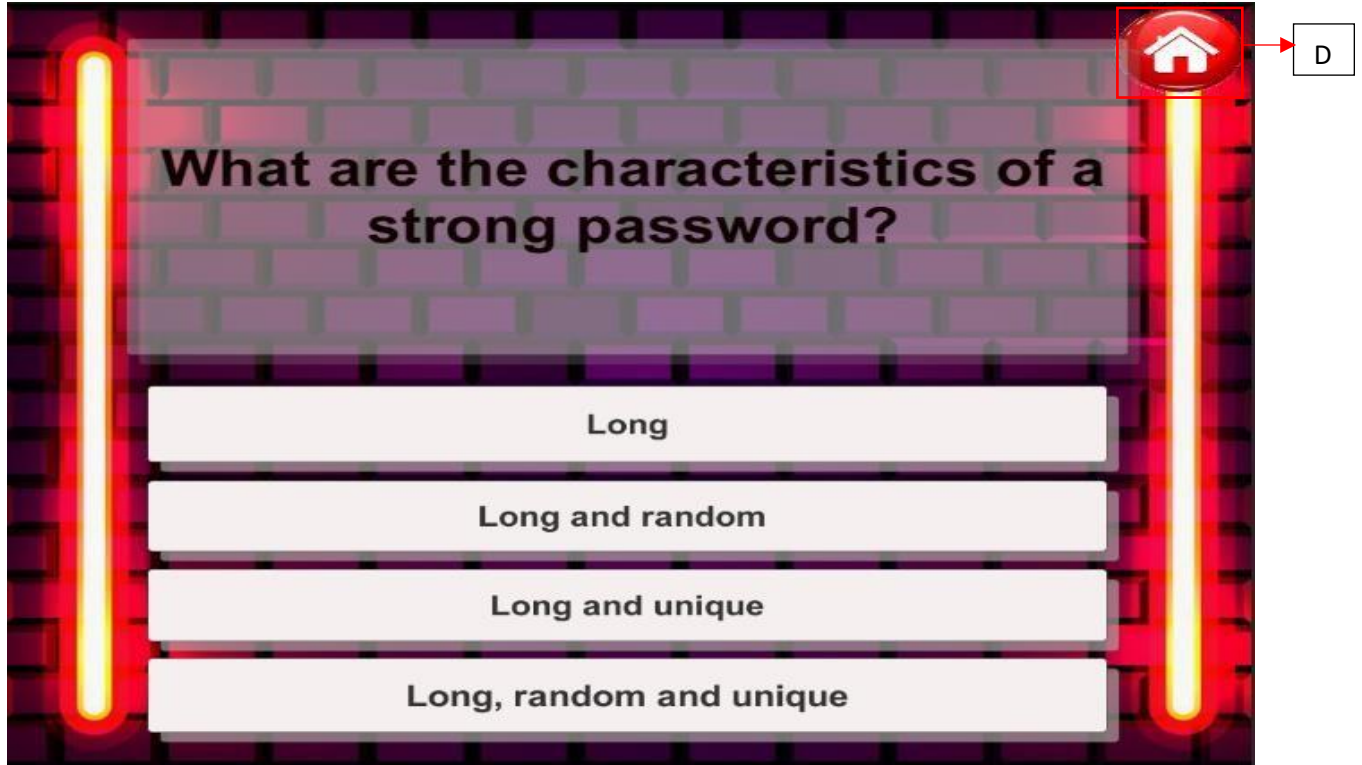 D
What are the characteristics of a
strong password?
Long
Long and random
Long and unique
Long, random and unique